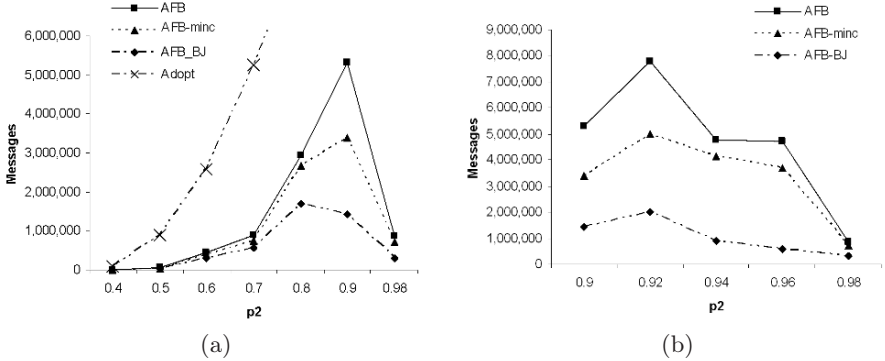 AFB
AFB-minc
AFB_BJ
Adopt
6,000,000
5,000,000
4,000,000
3,000,000
2,000,000
1,000,000
0
Messages
0.4 0.5 0.6 0.7 0.8 0.9 0.98
p2
(a)
AFB
AFB-minc
AFB-BJ
9,000,000
8,000,000
7,000,000
6,000,000
5,000,000
4,000,000
3,000,000
2,000,000
1,000,000
0
Messages
0.9 0.92 0.94 0.96 0.98
p2
(b)